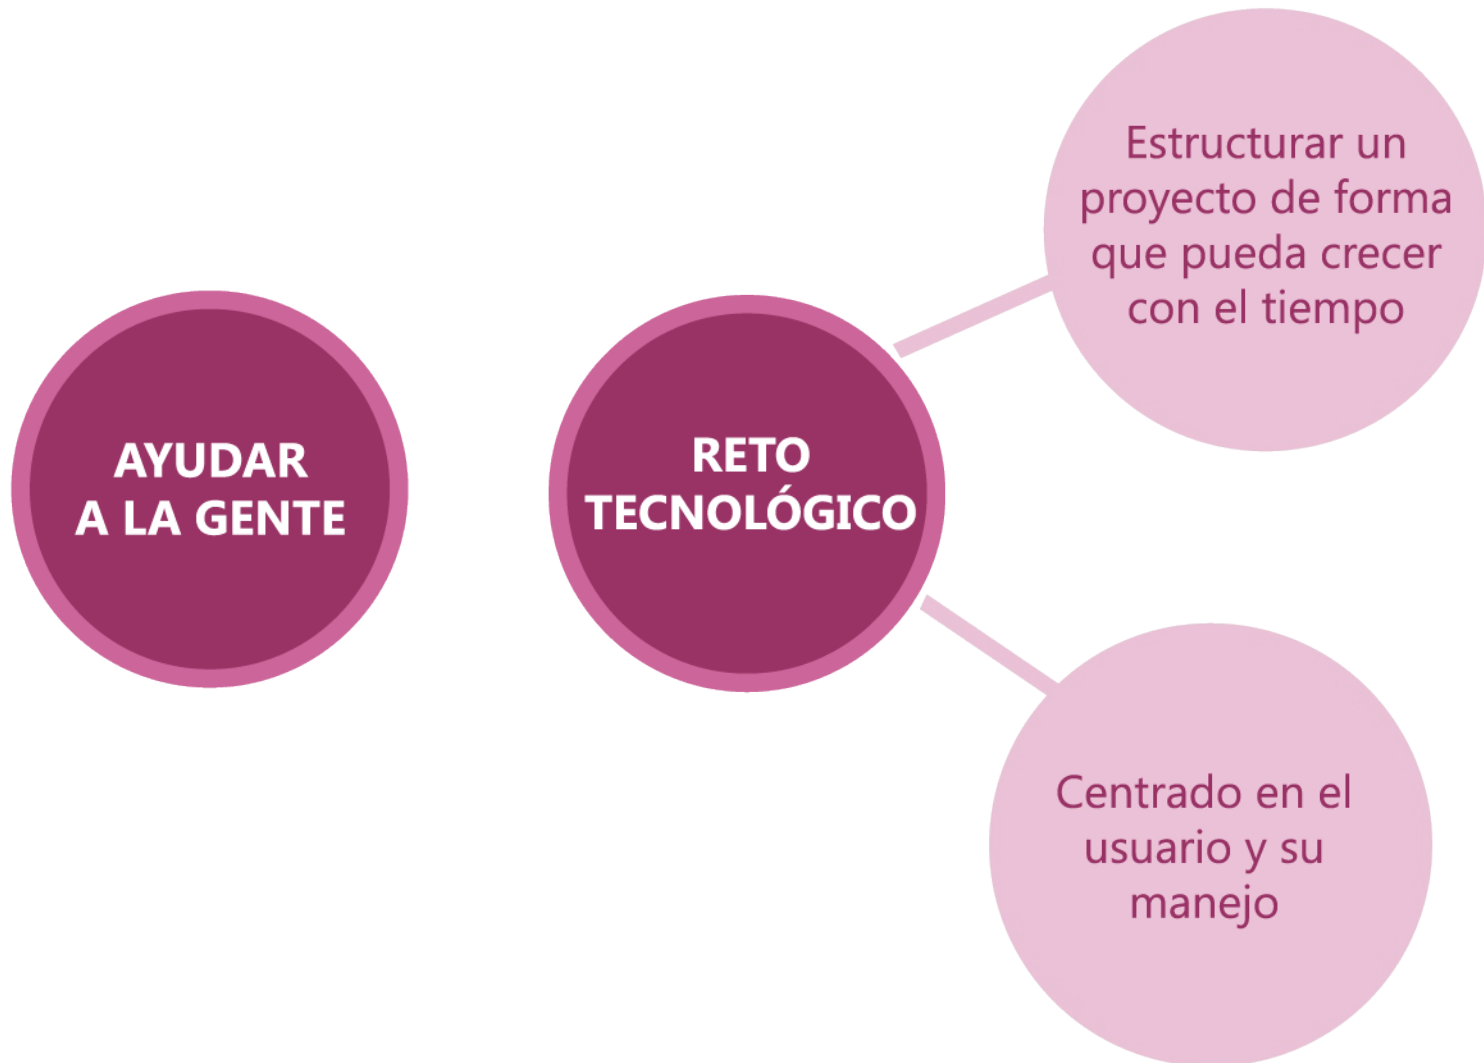 AYUDAR
A LA GENTE
RETO
TECNOLÓGICO
Estructurar un
proyecto de forma
que pueda crecer
con el tiempo
Centrado en el
usuario y su
manejo